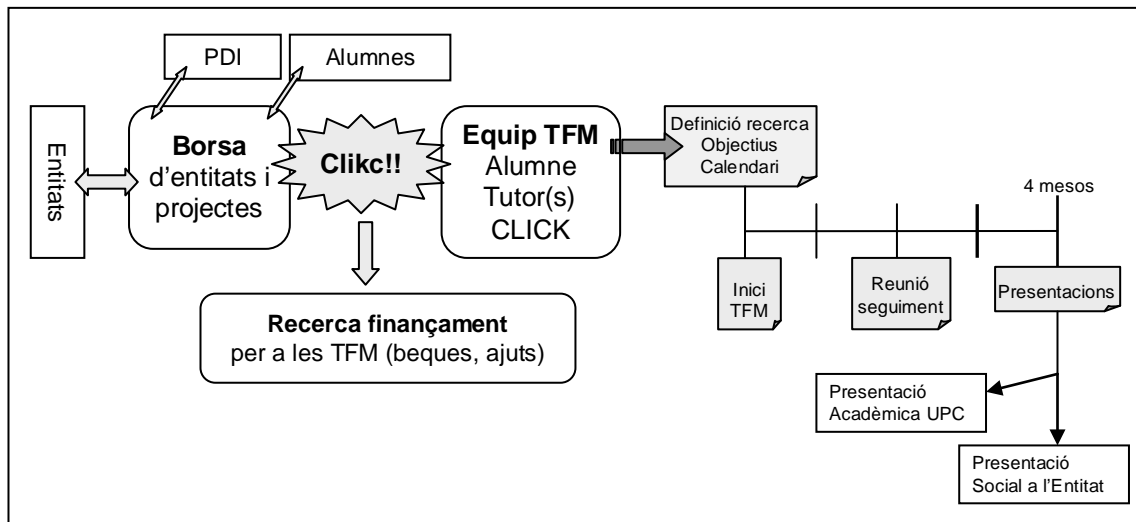 PDI
Alumnes
Entitats
Borsa
d'entitats i
projectes
Clikc!!
Equip TFM
Alumne
Tutor(s)
CLICK
Definició recerca
Objectius
Calendari
4 mesos
Inici
TFM
Reunió
seguiment
Presentacions
Recerca finançament
per a les TFM (beques, ajuts)
Presentació
Acadèmica UPC
Presentació
Social a l'Entitat